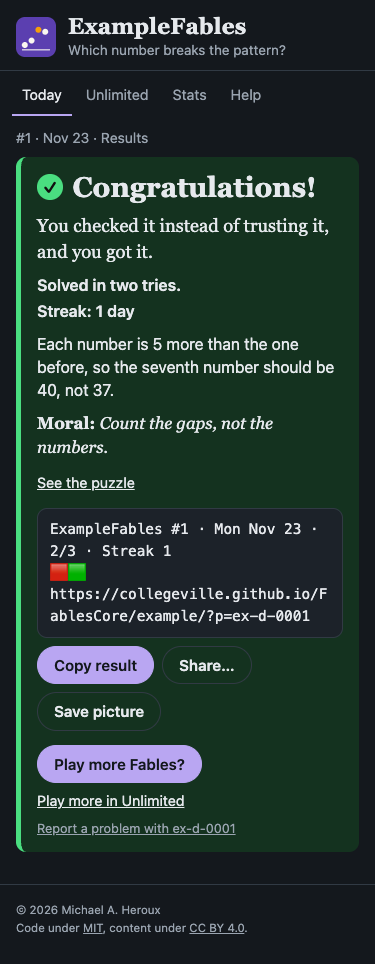 ExampleFables
Which number breaks the pattern?
Today Unlimited Stats Help
#1 · Nov 23 · Results
Congratulations!
You checked it instead of trusting it,
and you got it.
Solved in two tries.
Streak: 1 day
Each number is 5 more than the one
before, so the seventh number should be
40, not 37.
Moral: Count the gaps, not the
numbers.
See the puzzle
ExampleFables #1 · Mon Nov 23 ·
2/3 · Streak 1
🟥🟩
https://collegeville.github.io/F
ablesCore/example/?p=ex-d-0001
Copy result Share...
Save picture
Play more Fables?
Play more in Unlimited
Report a problem with ex-d-0001
© 2026 Michael A. Heroux
Code under MIT, content under CC BY 4.0.